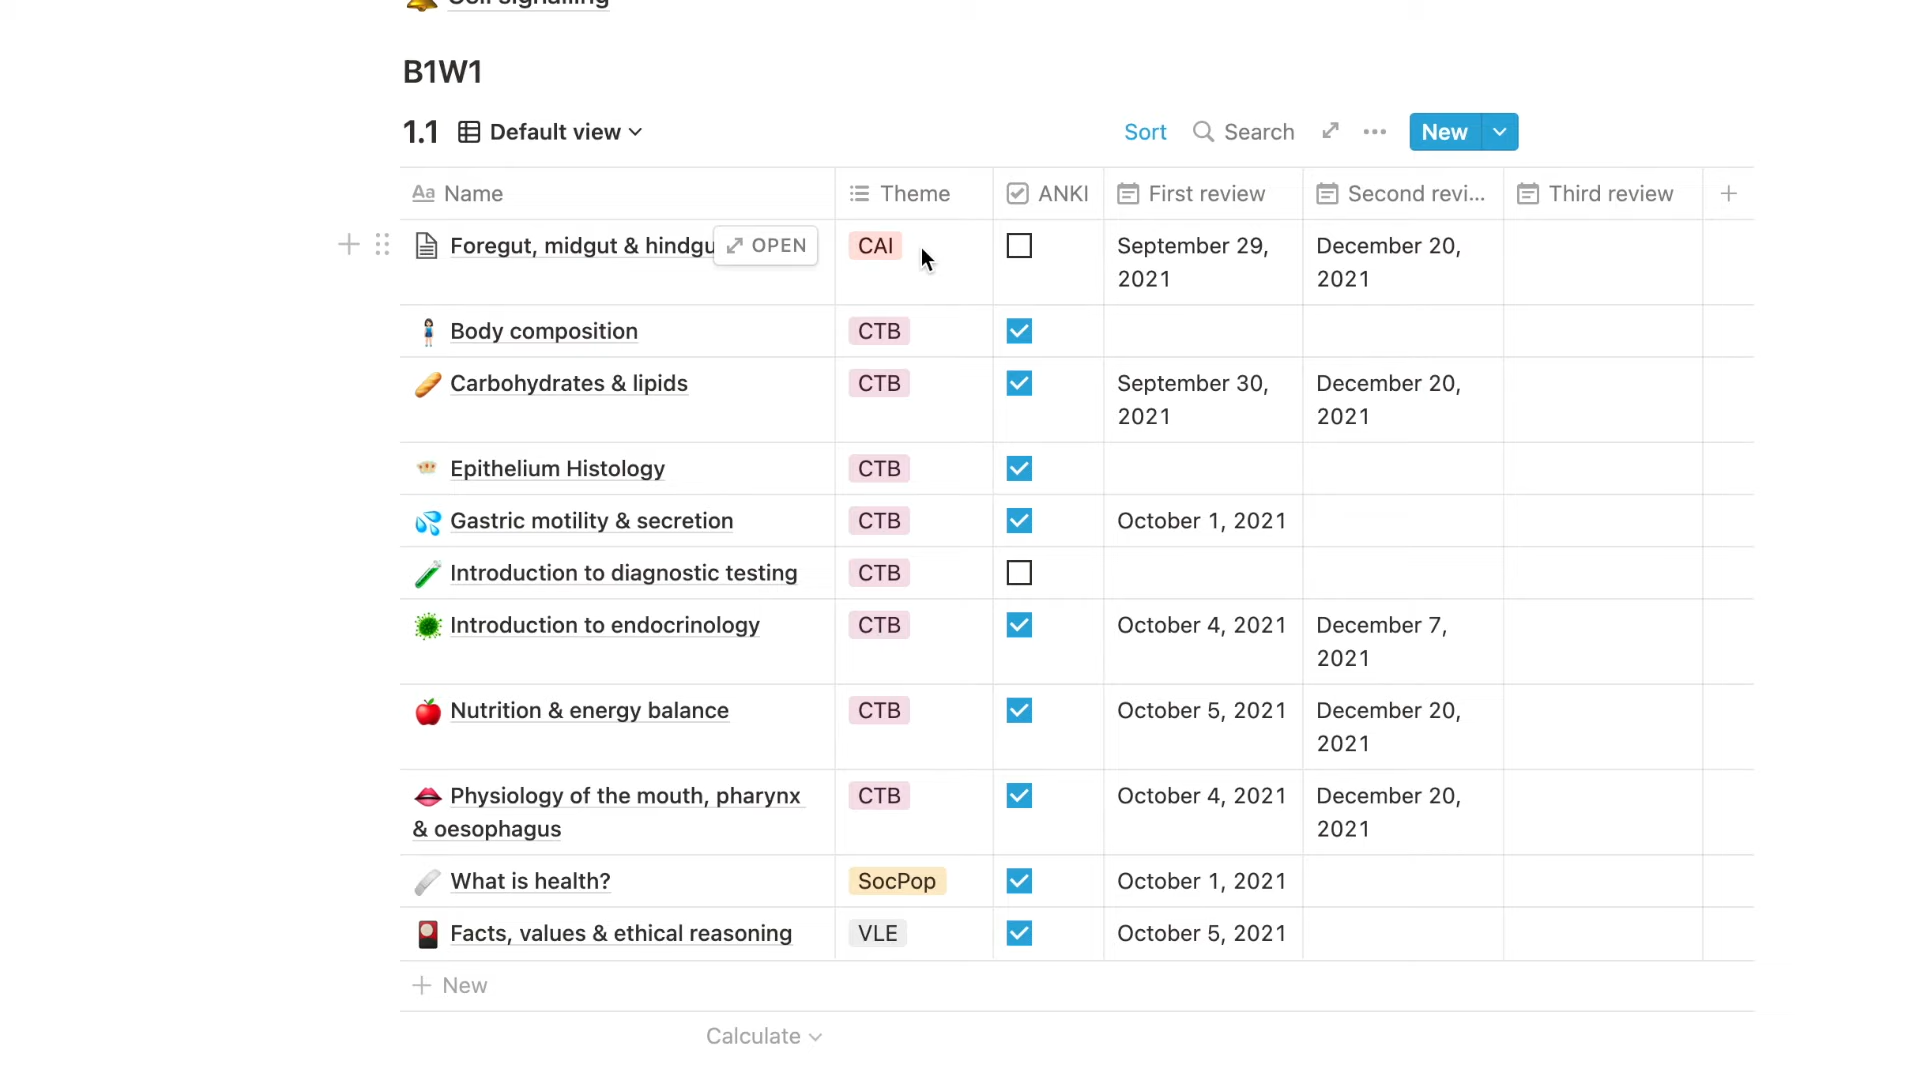 Cell signalling
B1W1
1.1 Default view
Sort Search New
Aa Name Theme ANKI First review Second revi... Third review
Foregut, midgut & hindgu OPEN CAI September 29, December 20,
2021 2021
Body composition CTB
Carbohydrates & lipids CTB September 30, December 20,
2021 2021
Epithelium Histology CTB
Gastric motility & secretion CTB October 1, 2021
Introduction to diagnostic testing CTB
Introduction to endocrinology CTB October 4, 2021 December 7,
2021
Nutrition & energy balance CTB October 5, 2021 December 20,
2021
Physiology of the mouth, pharynx CTB October 4, 2021 December 20,
& oesophagus 2021
What is health? SocPop October 1, 2021
Facts, values & ethical reasoning VLE October 5, 2021
New
Calculate